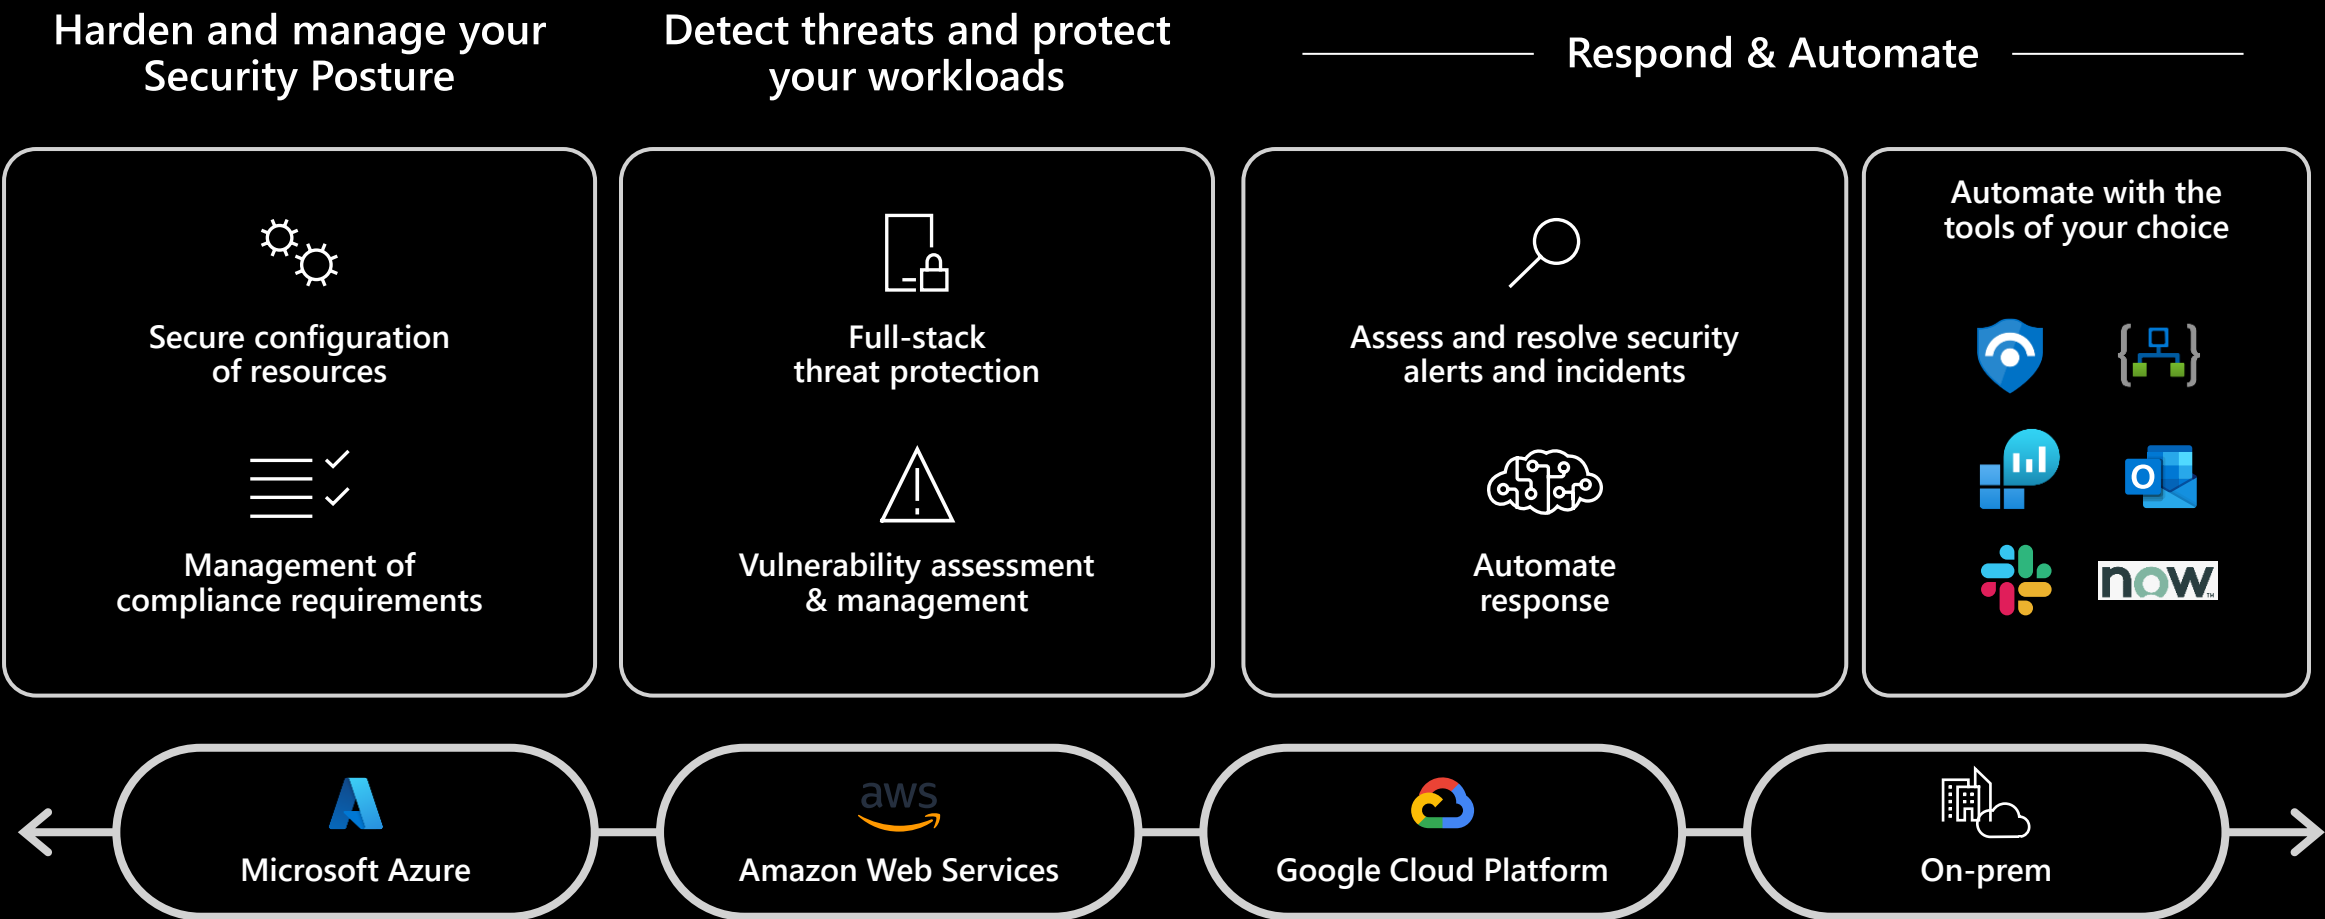 Harden and manage your
Security Posture
Detect threats and protect
your workloads
Respond & Automate
Secure configuration
of resources
Management of
compliance requirements
Full-stack
threat protection
Vulnerability assessment
& management
Assess and resolve security
alerts and incidents
Automate
response
Automate with the
tools of your choice
O
now™
Microsoft Azure
aws
Amazon Web Services
Google Cloud Platform
On-prem